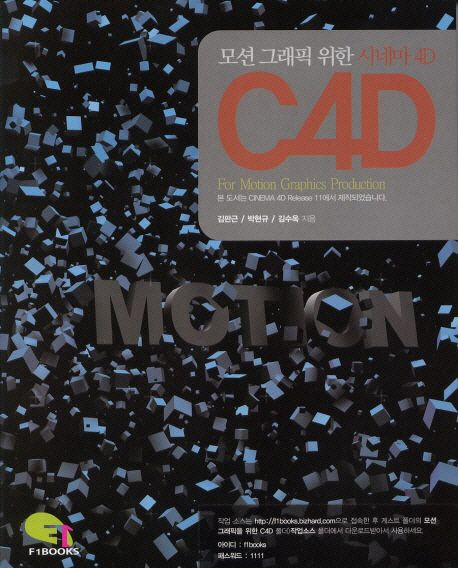 모션 그래픽 위한 시네마 4D
C4D
For Motion Graphics Production
본 도서는 CINEMA 4D Release 11에서 제작되었습니다.
김판근 / 박현규 / 김수옥 지음
MOTION
작업 소스는 http://f1books.bizhard.com으로 접속한 후 게스트 폴더의 모션
그래픽을 위한 C4D 폴더/작업소스 폴더에서 다운로드받아서 사용하세요.
아이디 : f1books
패스워드 : 1111
F1BOOKS